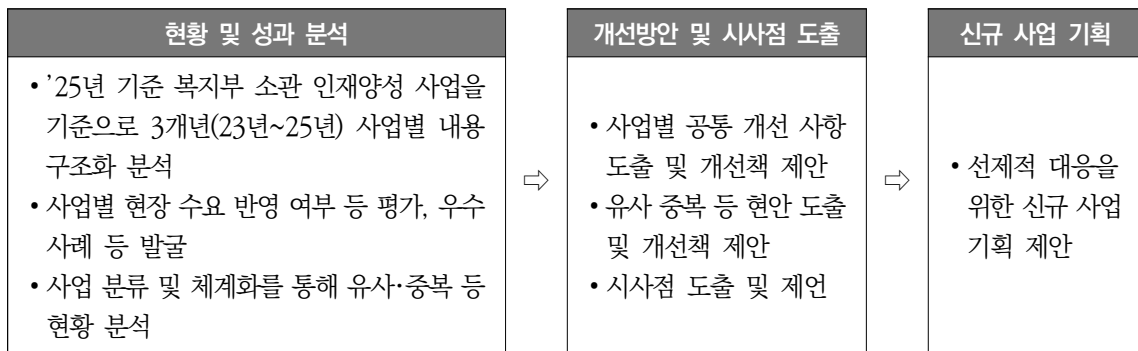 현황 및 성과 분석
• ’25년 기준 복지부 소관 인재양성 사업을
기준으로 3개년(23년~25년) 사업별 내용
구조화 분석
• 사업별 현장 수요 반영 여부 등 평가, 우수
사례 등 발굴
• 사업 분류 및 체계화를 통해 유사·중복 등
현황 분석
⇨
개선방안 및 시사점 도출
• 사업별 공통 개선 사항
도출 및 개선책 제안
• 유사 중복 등 현안 도출
및 개선책 제안
• 시사점 도출 및 제언
⇨
신규 사업 기획
• 선제적 대응을
위한 신규 사업
기획 제안